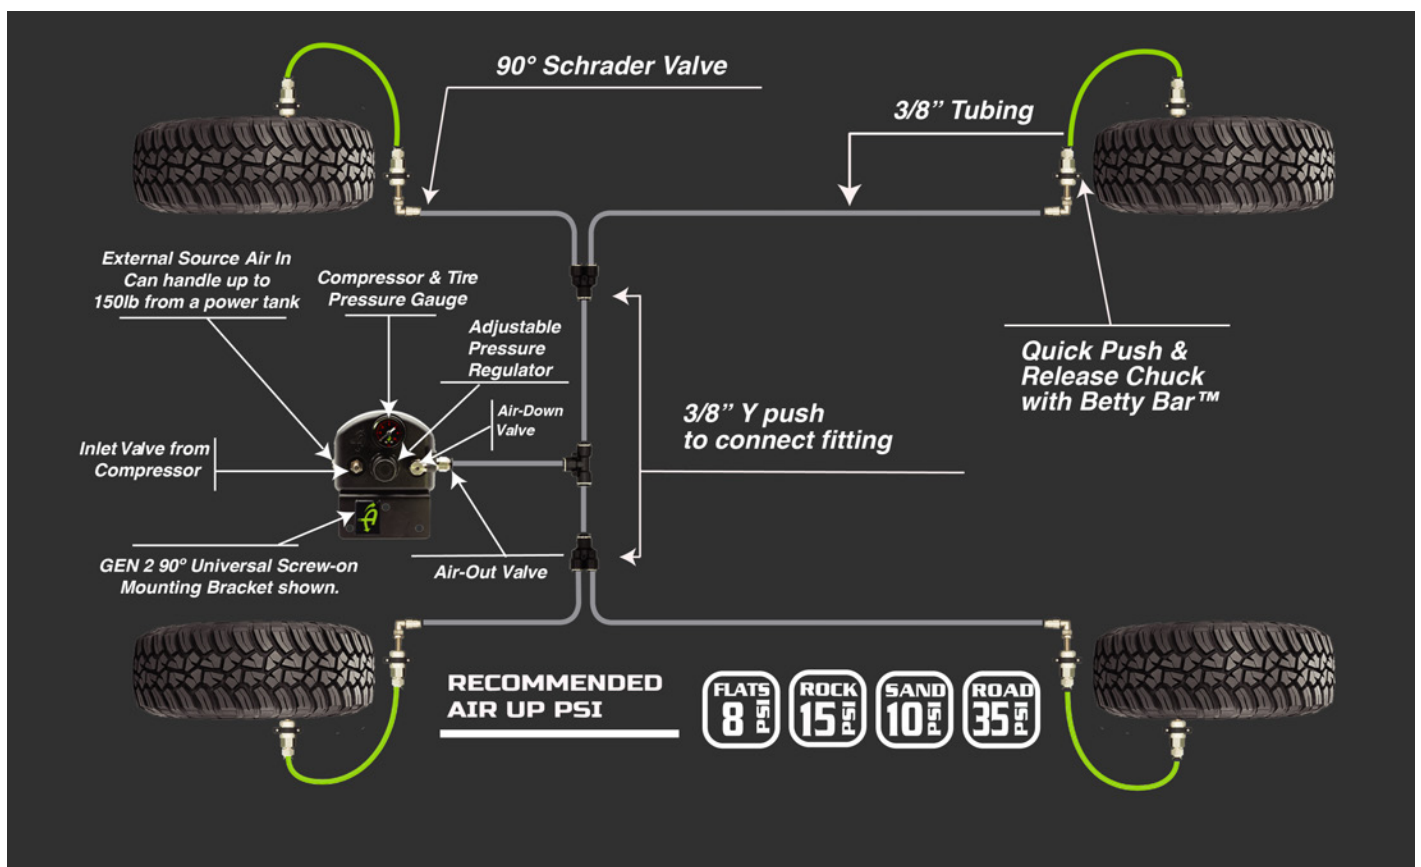 90° Schrader Valve
3/8” Tubing
External Source Air In
Can handle up to
150lb from a power tank
Compressor & Tire
Pressure Gauge
Adjustable
Pressure
Regulator
Air-Down
Valve
Inlet Valve from
Compressor
GEN 2 90° Universal Screw-on
Mounting Bracket shown.
Air-Out Valve
3/8” Y push
to connect fitting
Quick Push &
Release Chuck
with Betty Bar™
RECOMMENDED
AIR UP PSI
FLATS
8 PSI
ROCK
15 PSI
SAND
10 PSI
ROAD
35 PSI